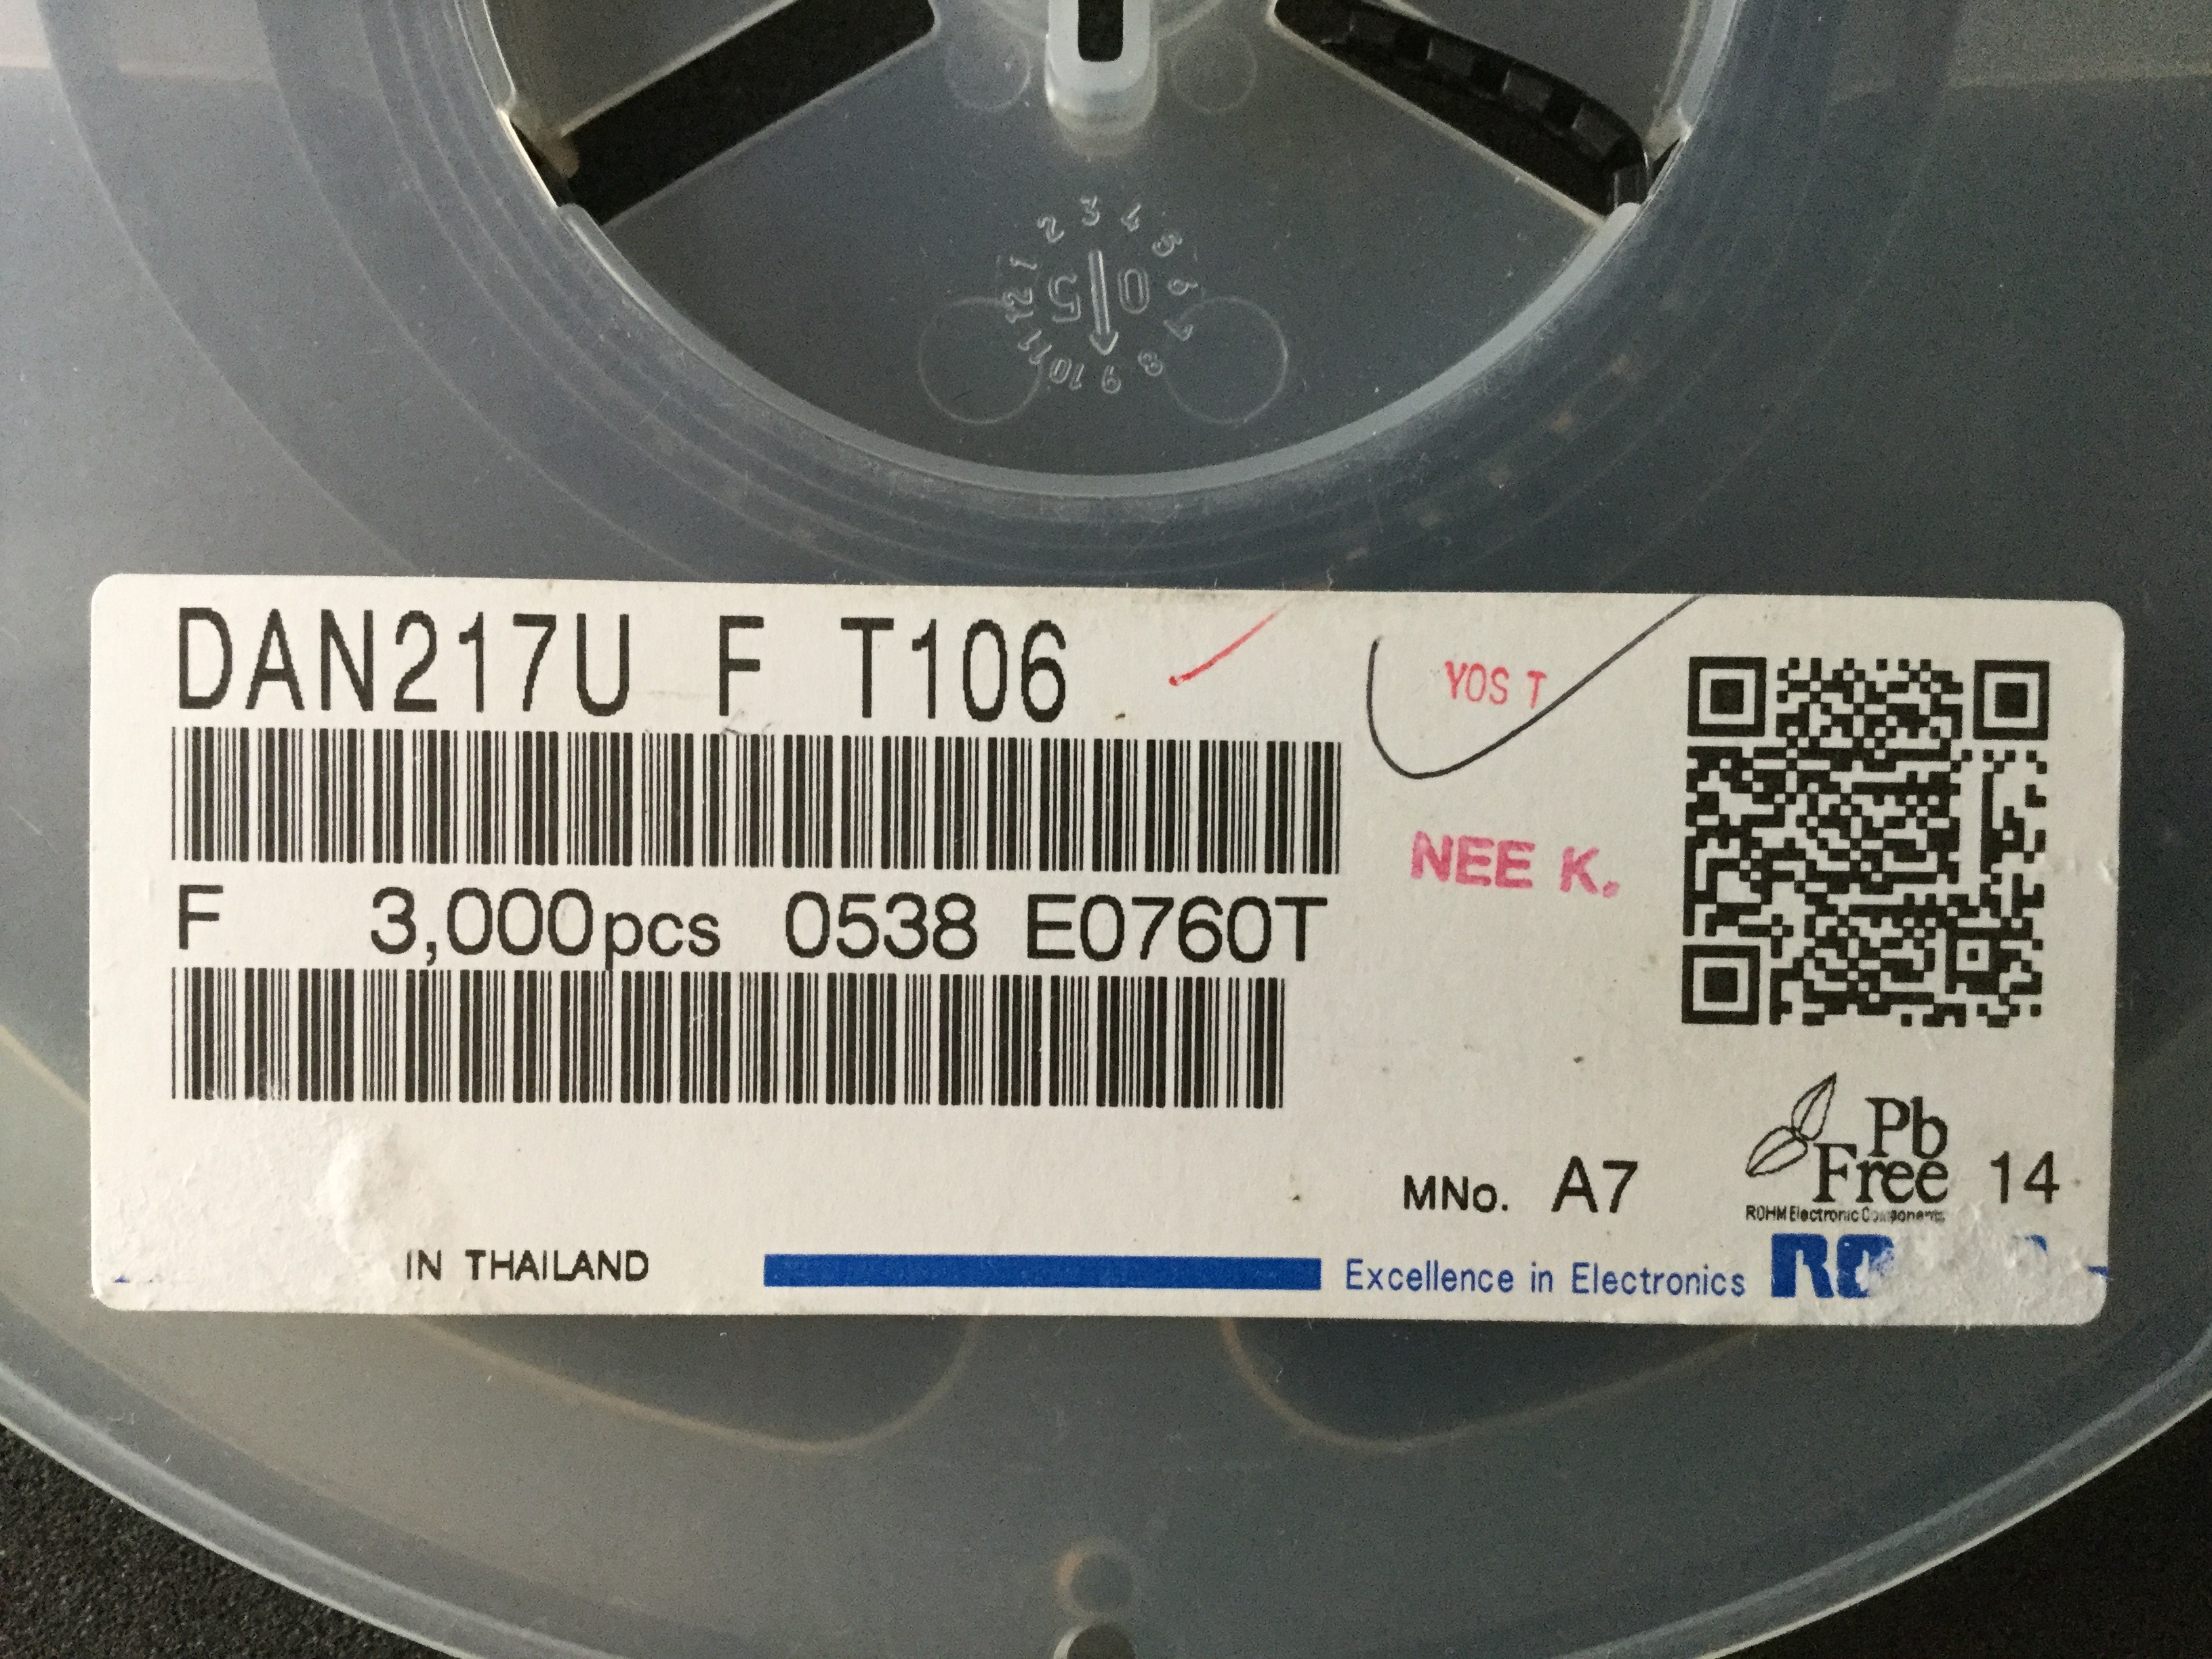 2 3 4 5 6 7 8 9 10 11 12 1
0 5
DAN217U F T106
YOS T
NEE K.
F 3,000pcs 0538 E0760T
Pb
Free
ROHM Electronic Components
MNo. A7
14
IN THAILAND
Excellence in Electronics